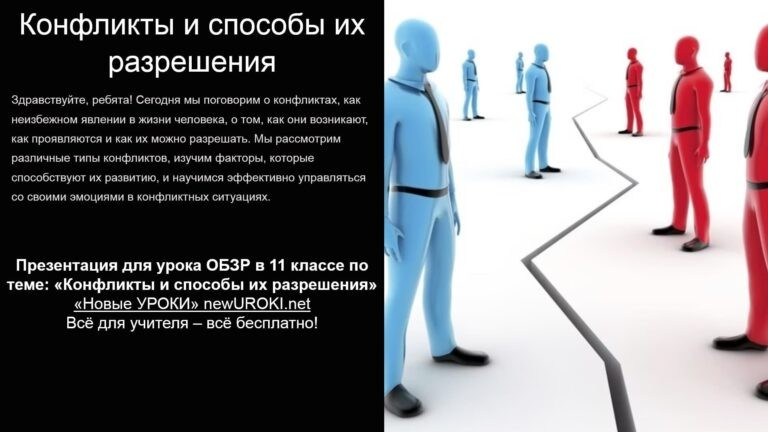 Конфликты и способы их
разрешения
Здравствуйте, ребята! Сегодня мы поговорим о конфликтах, как
неизбежном явлении в жизни человека, о том, как они возникают,
как проявляются и как их можно разрешать. Мы рассмотрим
различные типы конфликтов, изучим факторы, которые
способствуют их развитию, и научимся эффективно управляться
со своими эмоциями в конфликтных ситуациях.
Презентация для урока ОБЗР в 11 классе по
теме: «Конфликты и способы их разрешения»
«Новые УРОКИ» newUROKI.net
Всё для учителя – всё бесплатно!